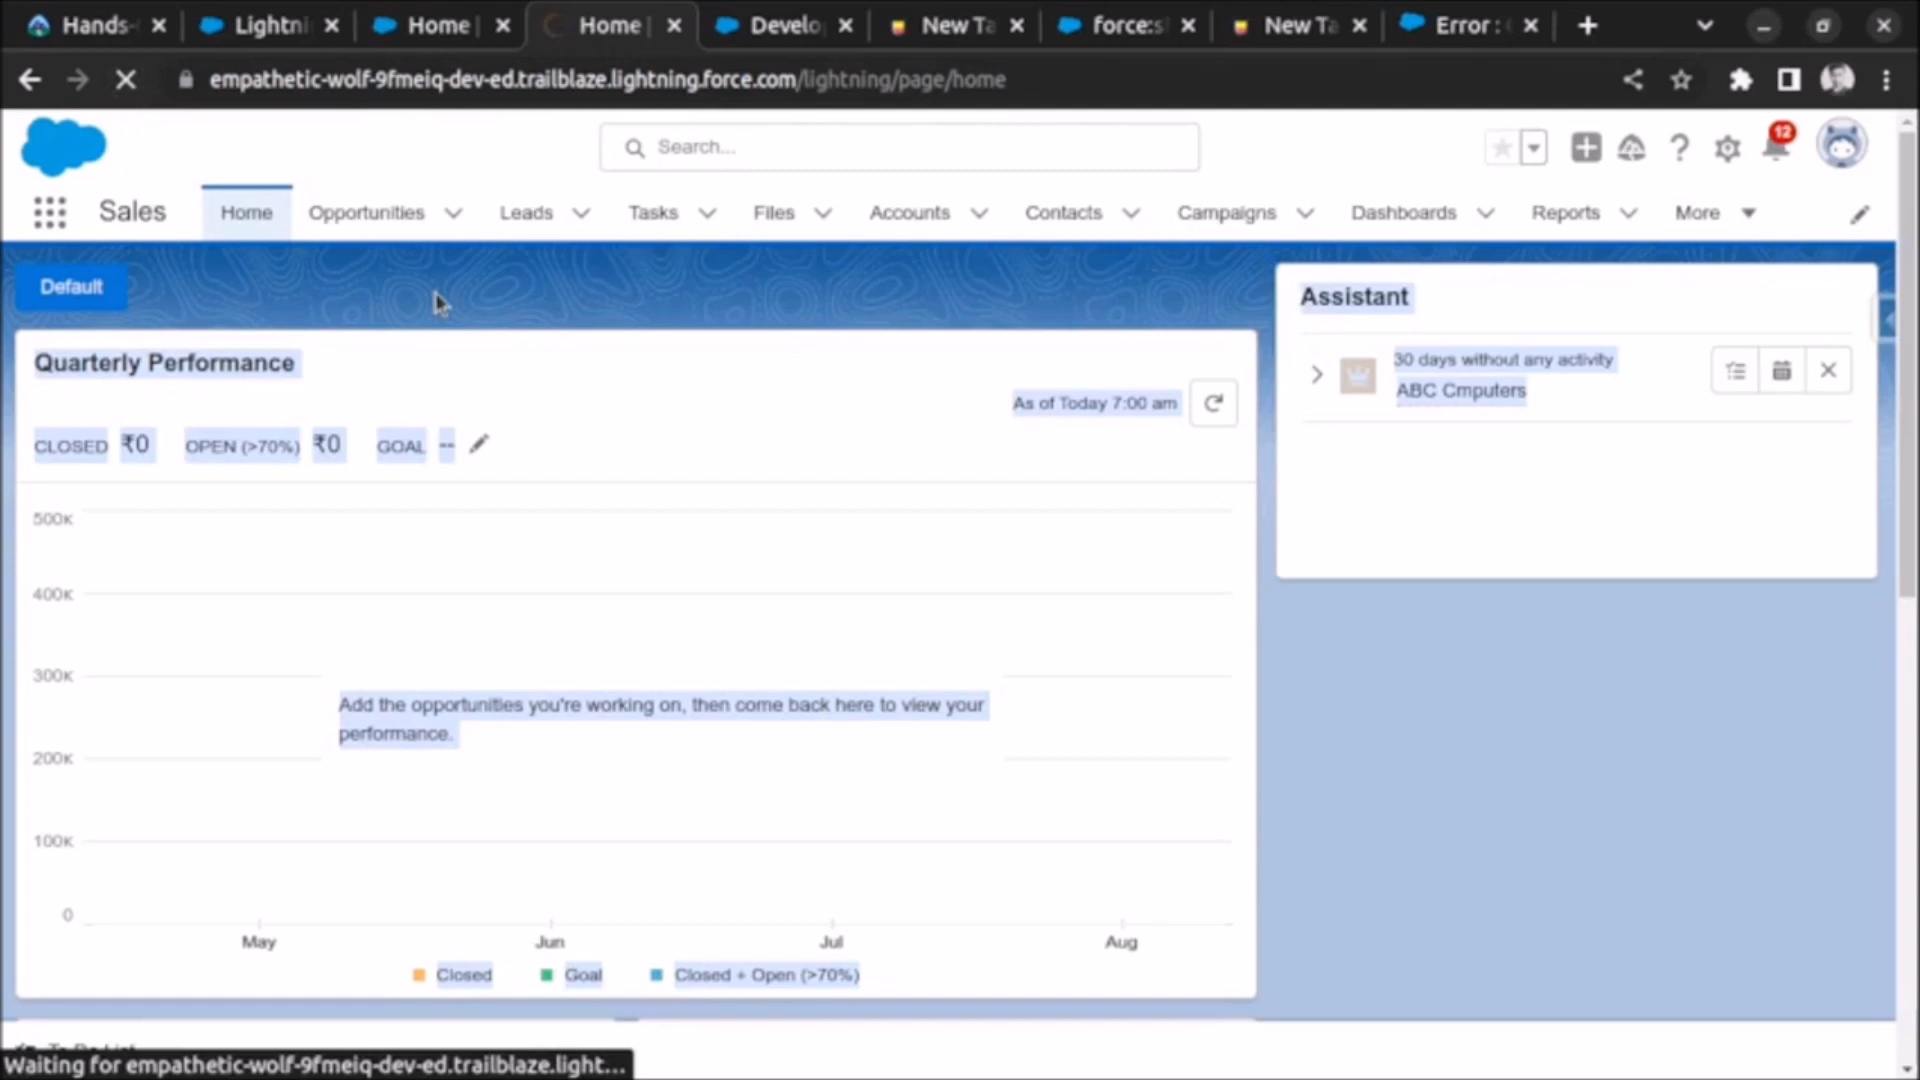 Hands-
Lightni
Home |
Home |
Develo
New Ta
force:s
New Ta
Error :
empathetic-wolf-9fmeiq-dev-ed.trailblaze.lightning.force.com/lightning/page/home
Search...
12
Sales
Home
Opportunities
Leads
Tasks
Files
Accounts
Contacts
Campaigns
Dashboards
Reports
More
Default
Quarterly Performance
As of Today 7:00 am
CLOSED ₹0 OPEN (>70%) ₹0 GOAL --
500K
400K
300K
Add the opportunities you're working on, then come back here to view your
performance.
200K
100K
0
May Jun Jul Aug
Closed Goal Closed + Open (>70%)
Assistant
30 days without any activity
ABC Cmputers
Waiting for empathetic-wolf-9fmeiq-dev-ed.trailblaze.light...